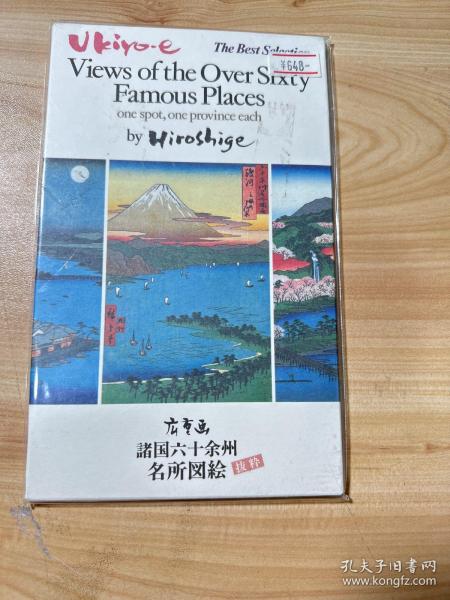 Ukiyo-e
The Best Selection
¥648-
Views of the Over Sixty
Famous Places
one spot, one province each
by Hiroshige
広重画
諸国六十余州
名所図絵
抜粋
孔夫子旧书网
www.kongfz.com